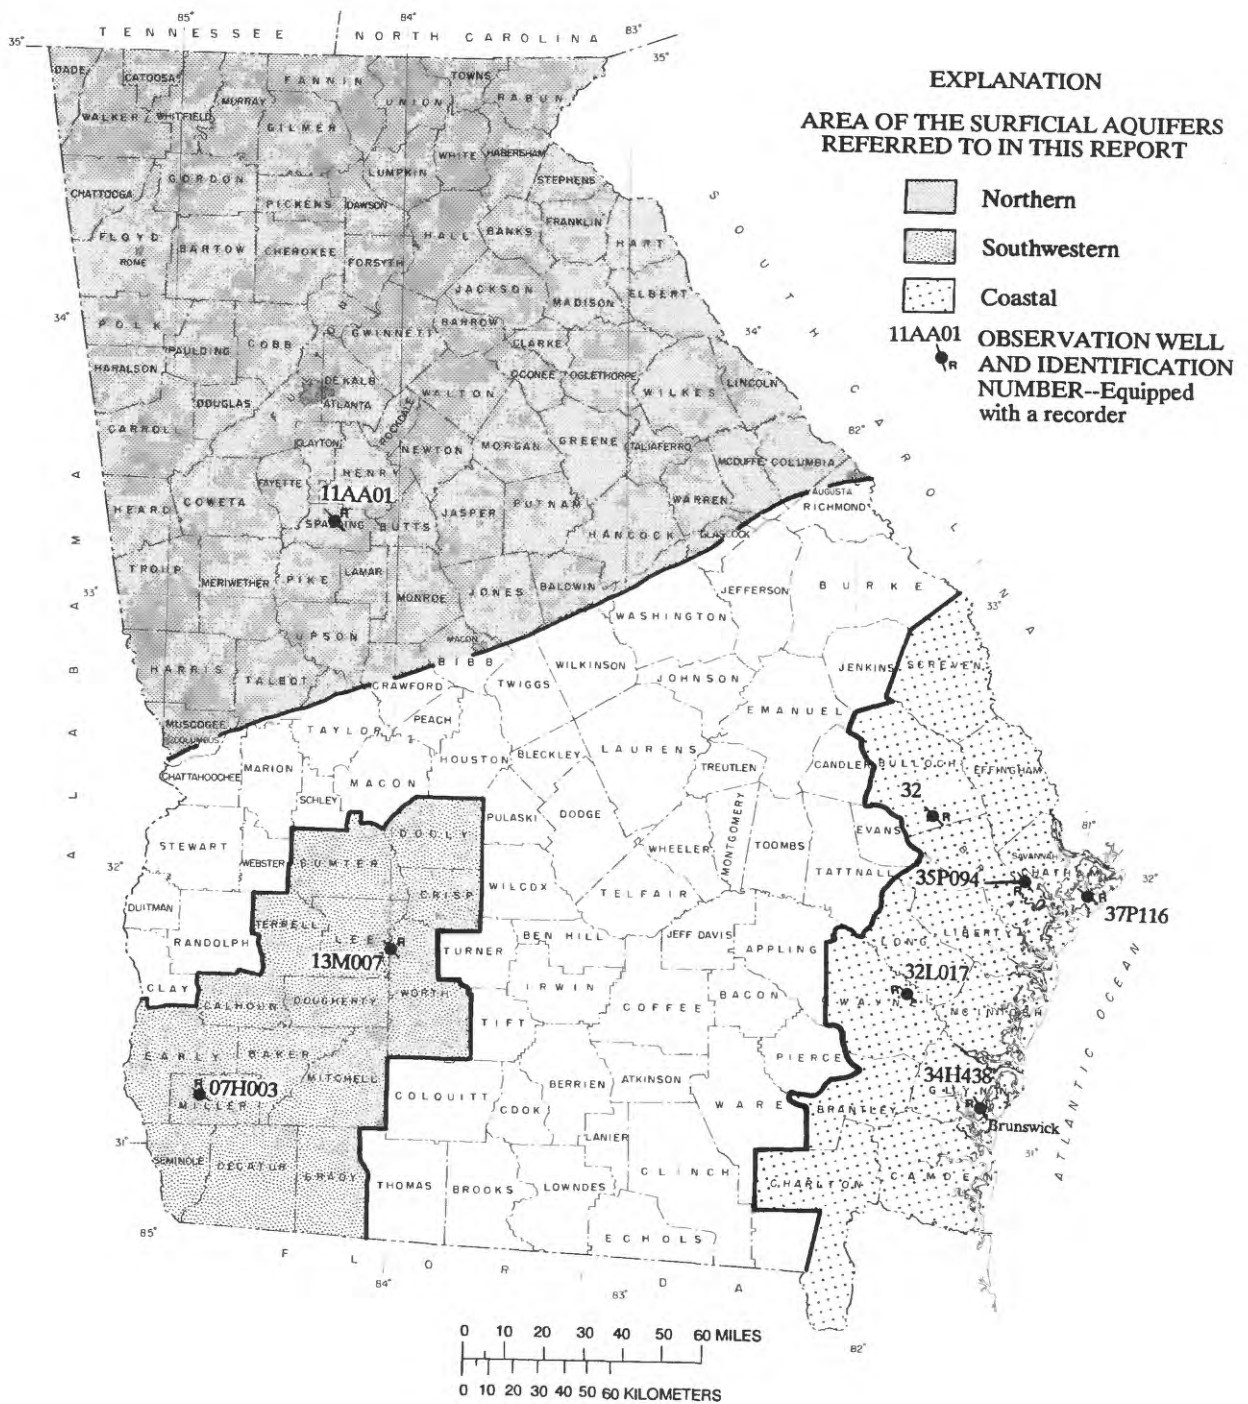 TENNESSEE
NORTH CAROLINA
85°
84°
83°
35°
35°
EXPLANATION
AREA OF THE SURFICIAL AQUIFERS
REFERRED TO IN THIS REPORT
Northern
Southwestern
Coastal
11AA01
R
OBSERVATION WELL
AND IDENTIFICATION
NUMBER--Equipped
with a recorder
SOUTH CAROLINA
DADE
CATOOSA
FANNIN
TOWNS
UNION
RABUN
MURRAY
WALKER
WHITFIELD
GILMER
WHITE
HABERSHAM
LUMPKIN
STEPHENS
CHATTOOGA
GORDON
PICKENS
DAWSON
FRANKLIN
HALL
BANKS
HART
FLOYD
ROME
BARTOW
CHEROKEE
FORSYTH
JACKSON
MADISON
ELBERT
34°
34°
POLK
COBB
GWINNETT
BARROW
CLARKE
PAULDING
HARALSON
DEKALB
OCONEE
OGLETHORPE
WILKES
LINCOLN
FULTON
DOUGLAS
ATLANTA
WALTON
ROCKDALE
CARROLL
CLAYTON
NEWTON
MORGAN
GREENE
TALIAFERRO
82°
HENRY
MCDUFFE
COLUMBIA
FAYETTE
COWETA
11AA01
R
HEARD
SPALDING
BUTTS
JASPER
PUTNAM
WARREN
AUGUSTA
RICHMOND
HANCOCK
GLASCOCK
TROUP
MERIWETHER
PIKE
LAMAR
MONROE
JONES
BALDWIN
JEFFERSON
BURKE
33°
33°
WASHINGTON
UPSON
MACON
BIBB
HARRIS
TALBOT
CRAWFORD
TWIGGS
WILKINSON
JOHNSON
JENKINS
SCREVEN
MUSCOGEE
COLUMBUS
TAYLOR
PEACH
EMANUEL
ALABAMA
CHATTAHOOCHEE
MARION
HOUSTON
BLECKLEY
LAURENS
TREUTLEN
CANDLER
BULLOCH
EFFINGHAM
MACON
SCHLEY
32
R
81°
STEWART
WEBSTER
SUMTER
DOOLY
PULASKI
DODGE
WHEELER
MONTGOMERY
TOOMBS
EVANS
BRYAN
SAVANNAH
CHATHAM
32°
32°
CRISP
WILCOX
TELFAIR
TATTNALL
35P094
R
R
37P116
DUITMAN
TERRELL
RANDOLPH
LEE
R
13M007
TURNER
BEN HILL
JEFF DAVIS
APPLING
LONG
LIBERTY
32L017
R
CLAY
CALHOUN
DOUGHERTY
WORTH
IRWIN
COFFEE
BACON
WAYNE
MCINTOSH
TIFT
EARLY
BAKER
MITCHELL
PIERCE
R
07H003
MILLER
BERRIEN
ATKINSON
34H438
GLYNN
R
COLQUITT
COOK
WARE
BRANTLEY
Brunswick
31°
31°
LANIER
SEMINOLE
DECATUR
GRADY
THOMAS
BROOKS
LOWNDES
CLINCH
CHARLTON
CAMDEN
ECHOLS
ATLANTIC OCEAN
85°
84°
83°
82°
FLORIDA
0 10 20 30 40 50 60 MILES
0 10 20 30 40 50 60 KILOMETERS